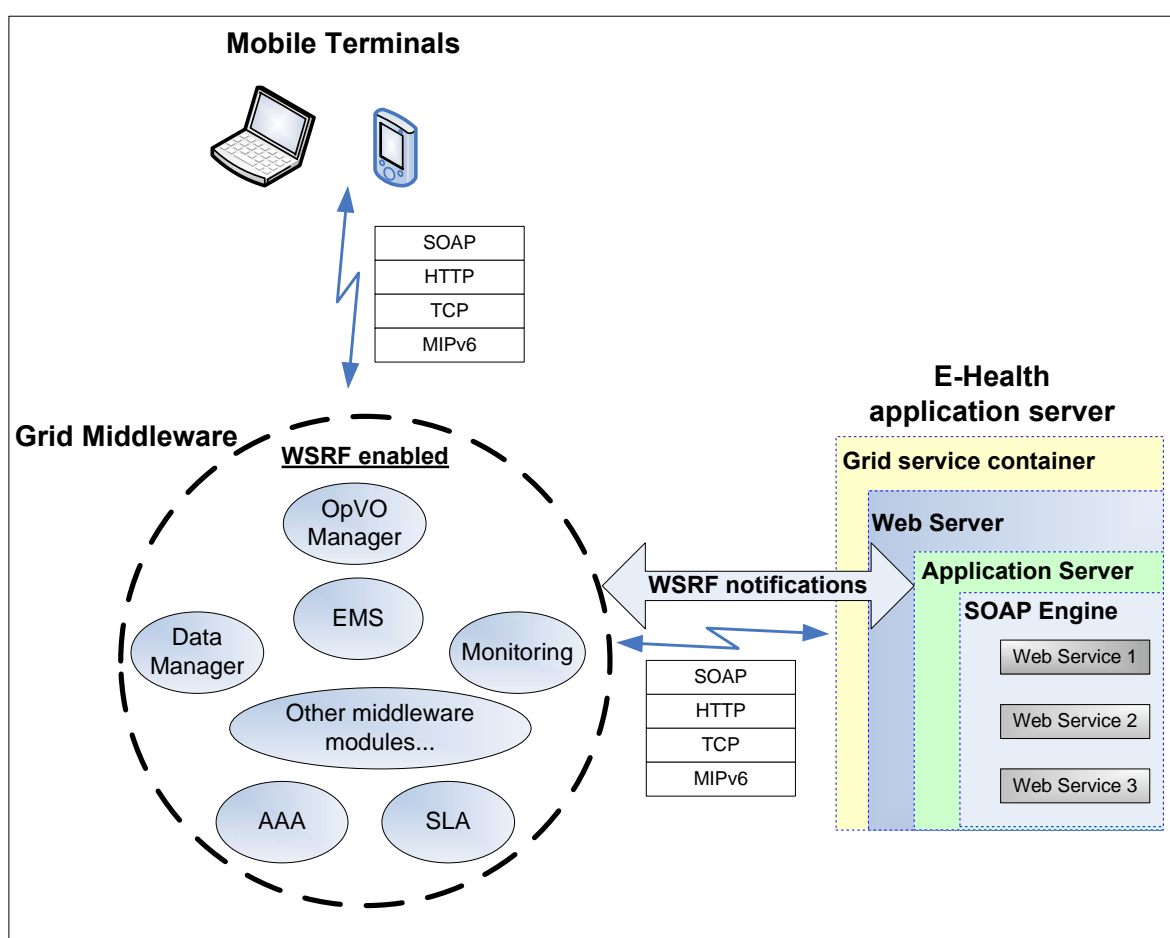 Mobile Terminals
SOAP
HTTP
TCP
MIPv6
Grid Middleware
WSRF enabled
OpVO
Manager
EMS
Data
Manager
Monitoring
Other middleware
modules...
AAA
SLA
WSRF notifications
SOAP
HTTP
TCP
MIPv6
E-Health
application server
Grid service container
Web Server
Application Server
SOAP Engine
Web Service 1
Web Service 2
Web Service 3